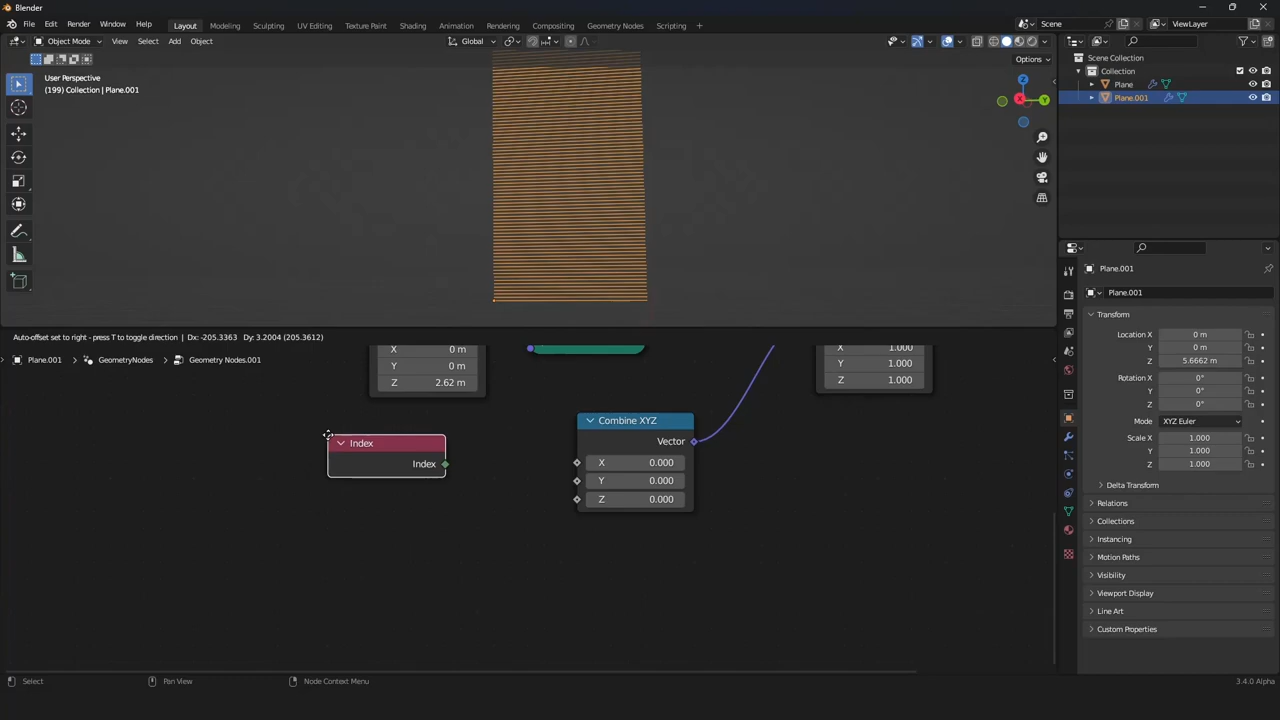 Blender
File Edit Render Window Help Layout Modeling Sculpting UV Editing Texture Paint Shading Animation Rendering Compositing Geometry Nodes Scripting + Scene ViewLayer
Object Mode View Select Add Object Global
Options
User Perspective
(199) Collection | Plane.001
X Y Z
Scene Collection
Collection
Plane
Plane.001
Auto-offset set to right - press T to toggle direction | Dx: -205.3363 Dy: 3.2004 (205.3612)
Plane.001 > GeometryNodes > Geometry Nodes.001
X 0 m
Y 0 m
Z 2.62 m
X 1.000
Y 1.000
Z 1.000
Index
Index
Combine XYZ
Vector
X 0.000
Y 0.000
Z 0.000
Plane.001
Plane.001
Transform
Location X 0 m
Y 0 m
Z 5.6662 m
Rotation X 0°
Y 0°
Z 0°
Mode XYZ Euler
Scale X 1.000
Y 1.000
Z 1.000
Delta Transform
Relations
Collections
Instancing
Motion Paths
Visibility
Viewport Display
Line Art
Custom Properties
Select Pan View Node Context Menu 3.4.0 Alpha